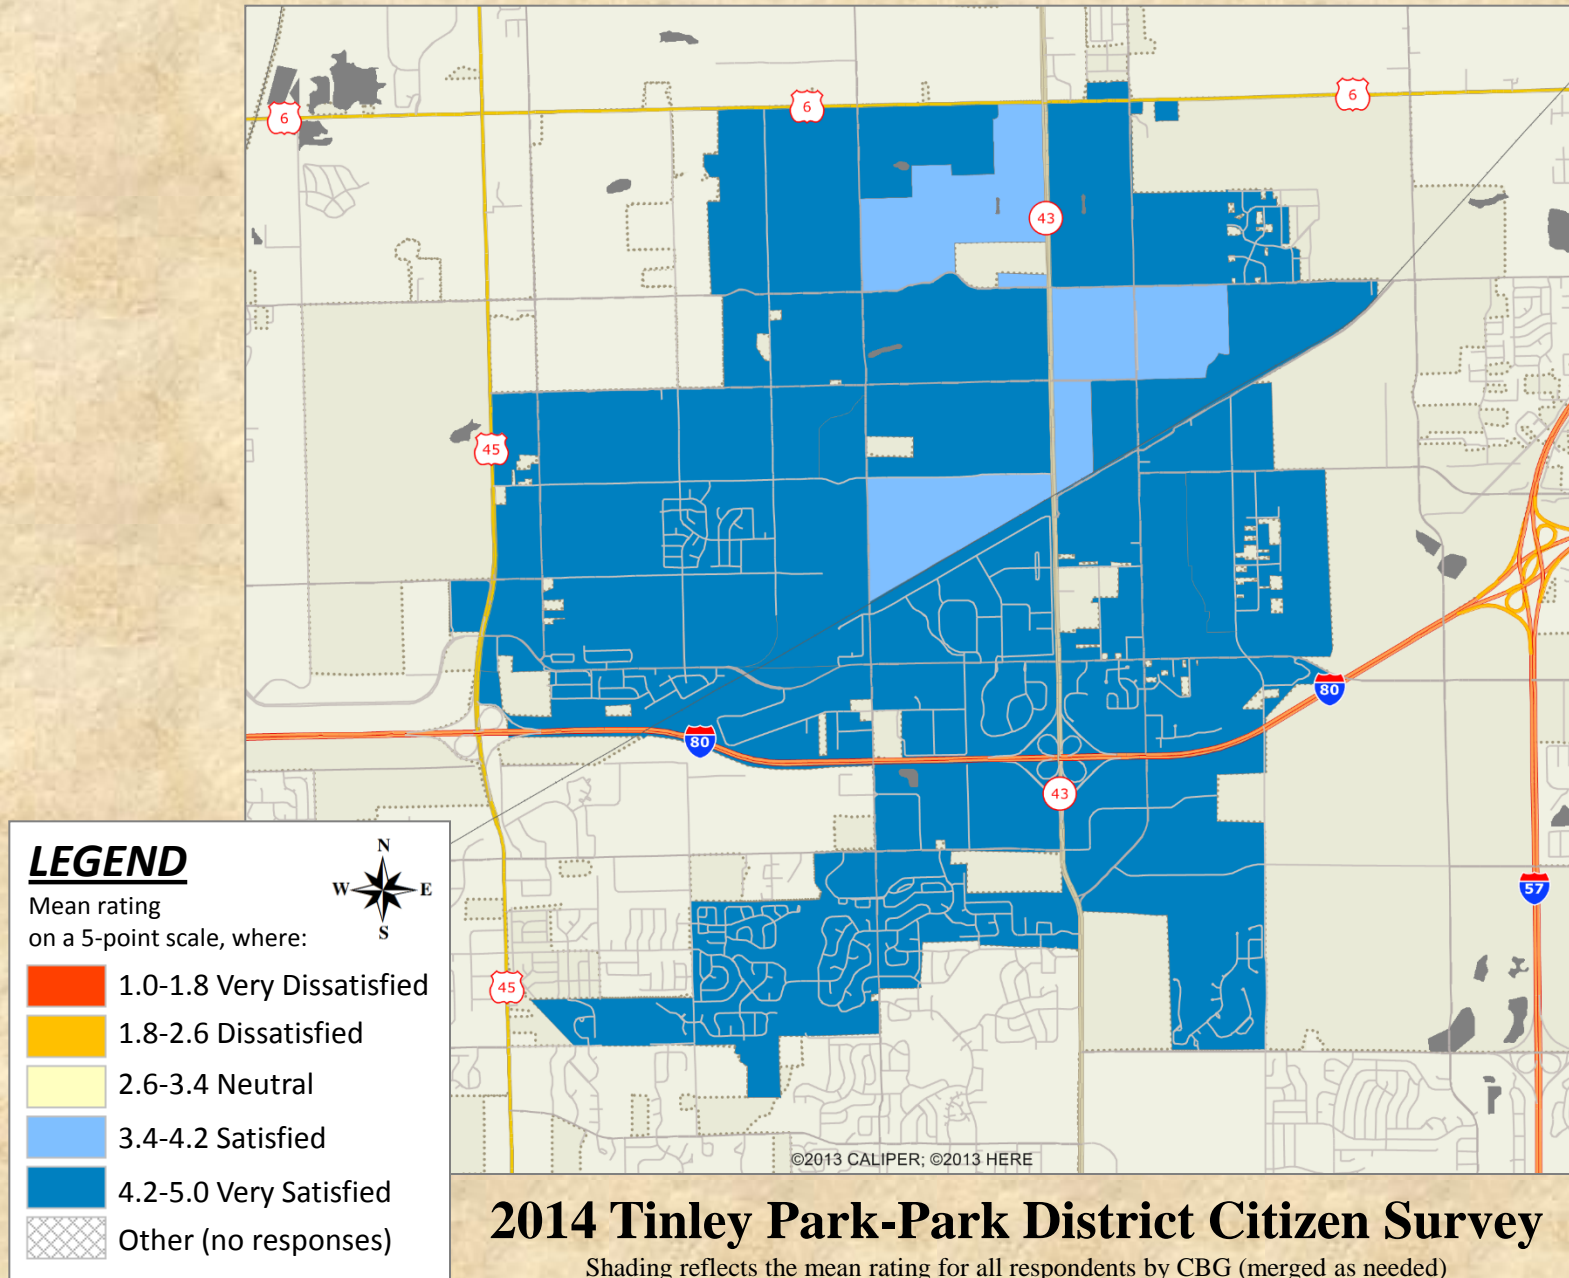 6
6
6
43
45
80
80
43
57
45
LEGEND
N
W E
S
Mean rating
on a 5-point scale, where:
1.0-1.8 Very Dissatisfied
1.8-2.6 Dissatisfied
2.6-3.4 Neutral
3.4-4.2 Satisfied
4.2-5.0 Very Satisfied
Other (no responses)
©2013 CALIPER; ©2013 HERE
2014 Tinley Park-Park District Citizen Survey
Shading reflects the mean rating for all respondents by CBG (merged as needed)